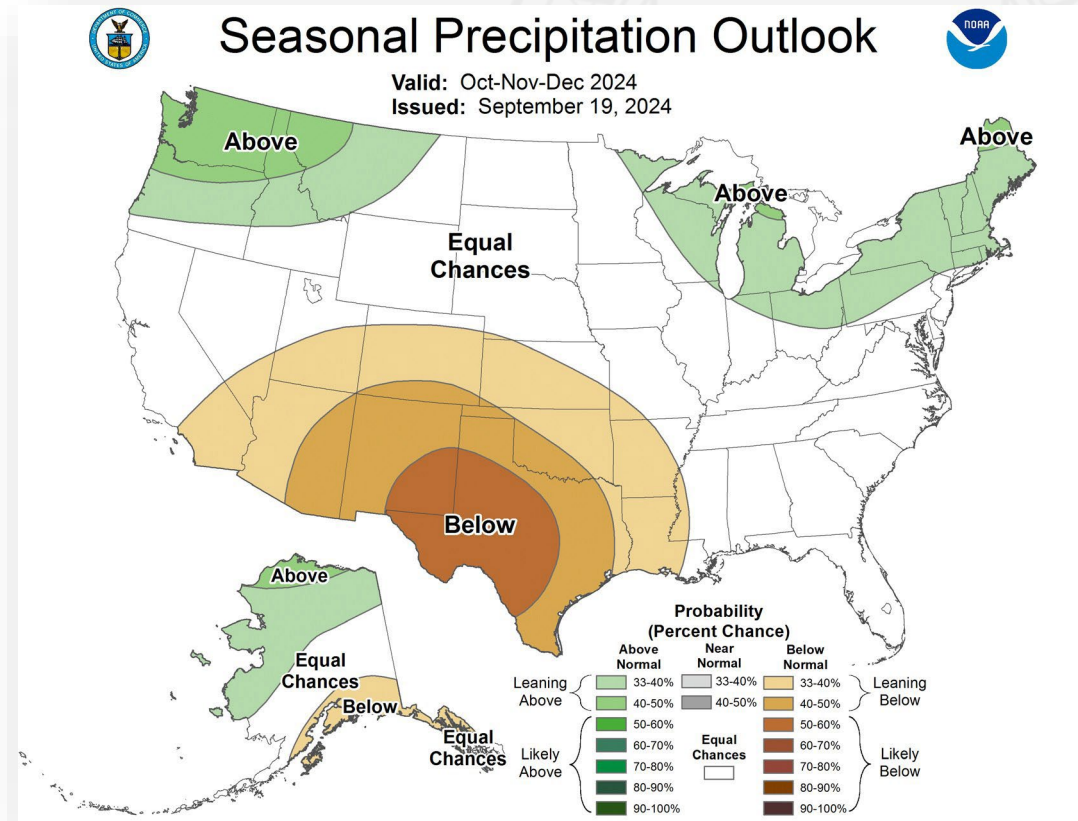 Seasonal Precipitation Outlook
NOAA
Valid: Oct-Nov-Dec 2024
Issued: September 19, 2024
Above
Above
Above
Equal
Chances
Below
Above
Equal
Chances
Below
Equal
Chances
Probability
(Percent Chance)
Above
Normal
Near
Normal
Below
Normal
Leaning
Above
33-40%
33-40%
33-40%
Leaning
Below
40-50%
40-50%
40-50%
Likely
Above
50-60%
60-70%
70-80%
80-90%
90-100%
Equal
Chances
50-60%
60-70%
70-80%
80-90%
90-100%
Likely
Below